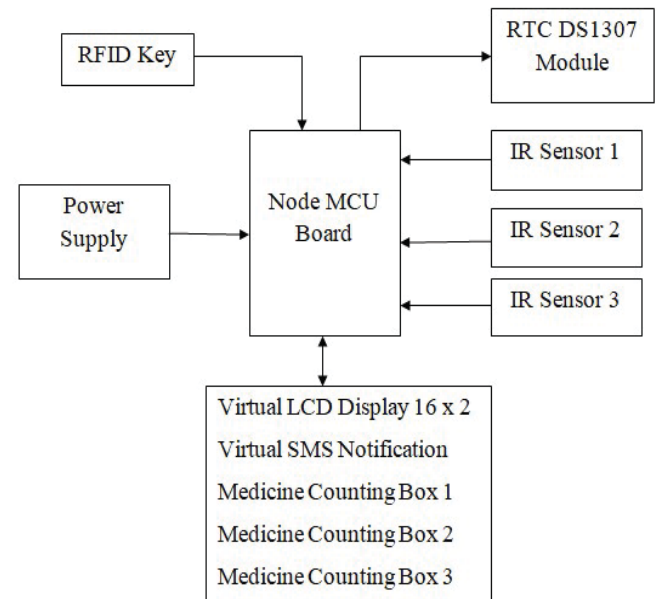 RFID Key
RTC DS1307
Module
Power
Supply
Node MCU
Board
IR Sensor 1
IR Sensor 2
IR Sensor 3
Virtual LCD Display 16 x 2
Virtual SMS Notification
Medicine Counting Box 1
Medicine Counting Box 2
Medicine Counting Box 3